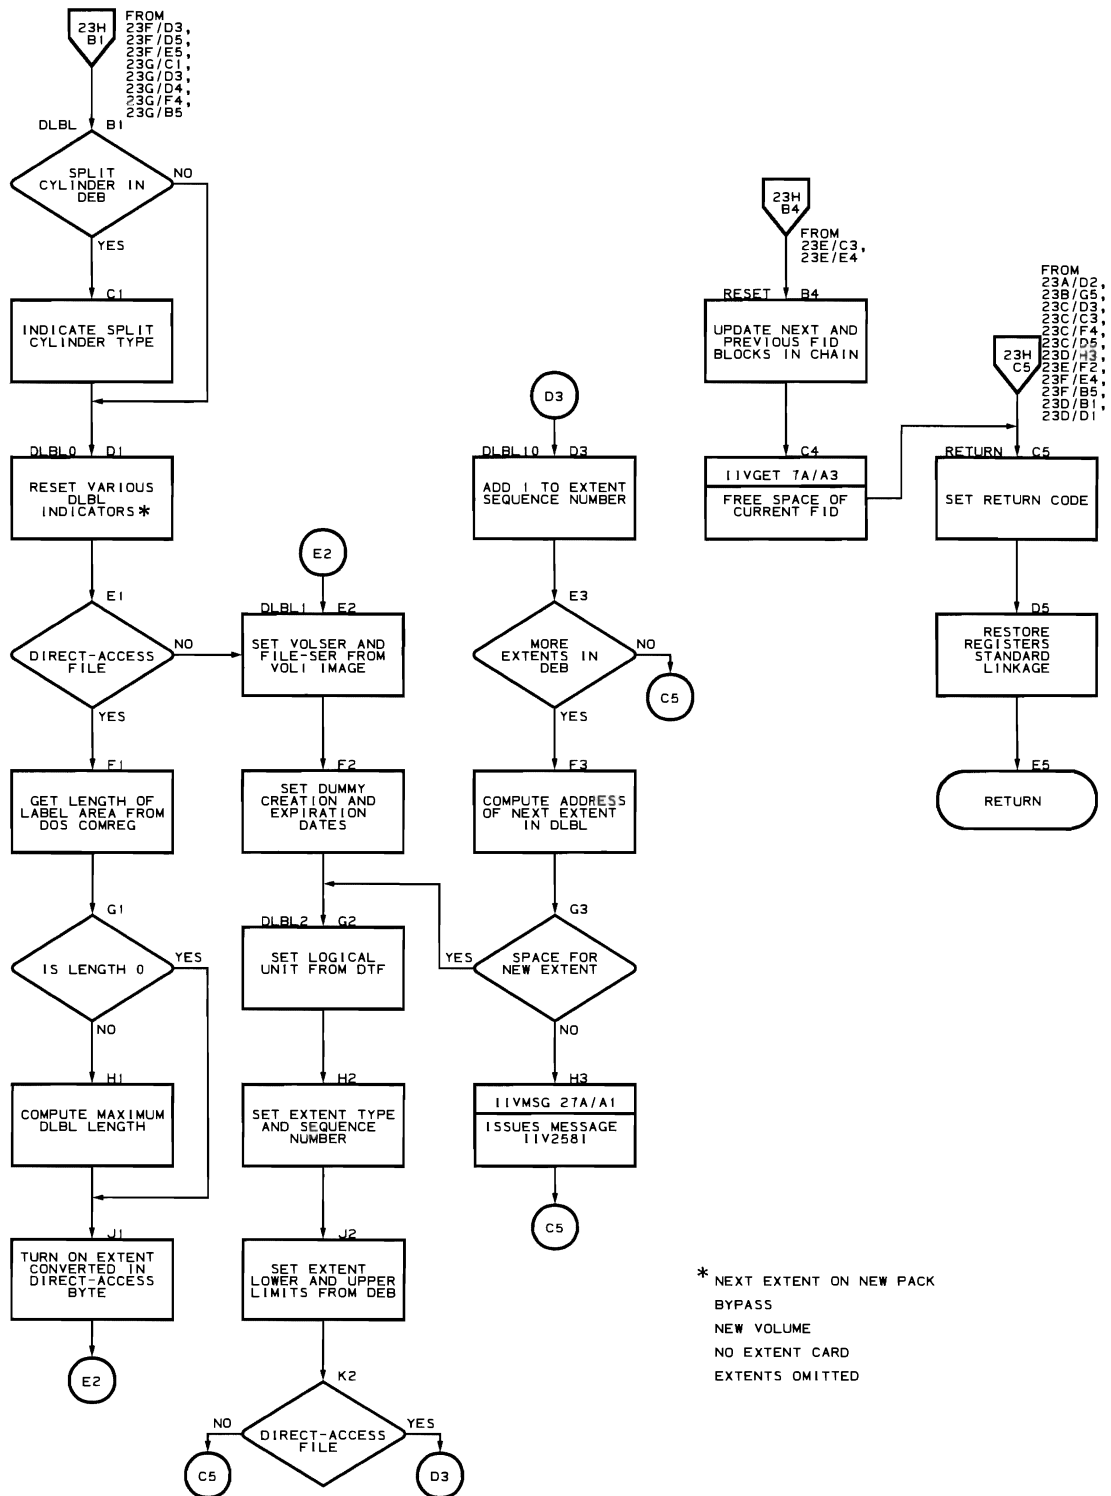 23H
B1
FROM
23F/D3,
23F/D5,
23F/E5,
23G/C1,
23G/D3,
23G/D4,
23G/F4,
23G/B5
DLBL B1
SPLIT
CYLINDER IN
DEB
NO
YES
C1
INDICATE SPLIT
CYLINDER TYPE
DLBL0 D1
RESET VARIOUS
DLBL
INDICATORS*
E1
DIRECT-ACCESS
FILE
NO
YES
F1
GET LENGTH OF
LABEL AREA FROM
DOS COMREG
G1
IS LENGTH 0
YES
NO
H1
COMPUTE MAXIMUM
DLBL LENGTH
J1
TURN ON EXTENT
CONVERTED IN
DIRECT-ACCESS
BYTE
E2
E2
DLBL1 E2
SET VOLSER AND
FILE-SER FROM
VOL1 IMAGE
F2
SET DUMMY
CREATION AND
EXPIRATION
DATES
DLBL2 G2
SET LOGICAL
UNIT FROM DTF
H2
SET EXTENT TYPE
AND SEQUENCE
NUMBER
J2
SET EXTENT
LOWER AND UPPER
LIMITS FROM DEB
K2
NO
DIRECT-ACCESS
FILE
YES
C5
D3
D3
DLBL10 D3
ADD 1 TO EXTENT
SEQUENCE NUMBER
E3
MORE
EXTENTS IN
DEB
NO
C5
YES
F3
COMPUTE ADDRESS
OF NEXT EXTENT
IN DLBL
G3
YES
SPACE FOR
NEW EXTENT
NO
H3
IIVMSG 27A/A1
ISSUES MESSAGE
IIV258I
C5
23H
B4
FROM
23E/C3,
23E/E4
RESET B4
UPDATE NEXT AND
PREVIOUS FID
BLOCKS IN CHAIN
C4
IIVGET 7A/A3
FREE SPACE OF
CURRENT FID
23H
C5
FROM
23A/D2,
23B/G5,
23C/D3,
23C/C3,
23C/F4,
23C/D5,
23D/H3,
23E/F2,
23F/E4,
23F/B5,
23D/B1,
23D/D1
RETURN C5
SET RETURN CODE
D5
RESTORE
REGISTERS
STANDARD
LINKAGE
E5
RETURN
* NEXT EXTENT ON NEW PACK
BYPASS
NEW VOLUME
NO EXTENT CARD
EXTENTS OMITTED